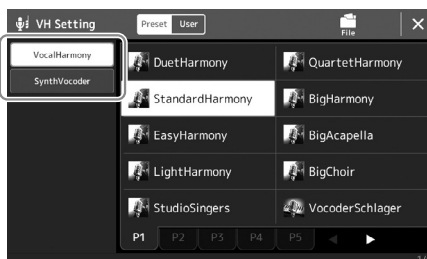 VH Setting
Preset User
File
VocalHarmony
SynthVocoder
DuetHarmony
QuartetHarmony
StandardHarmony
BigHarmony
EasyHarmony
BigAcapella
LightHarmony
BigChoir
StudioSingers
VocoderSchlager
P1 P2 P3 P4 P5